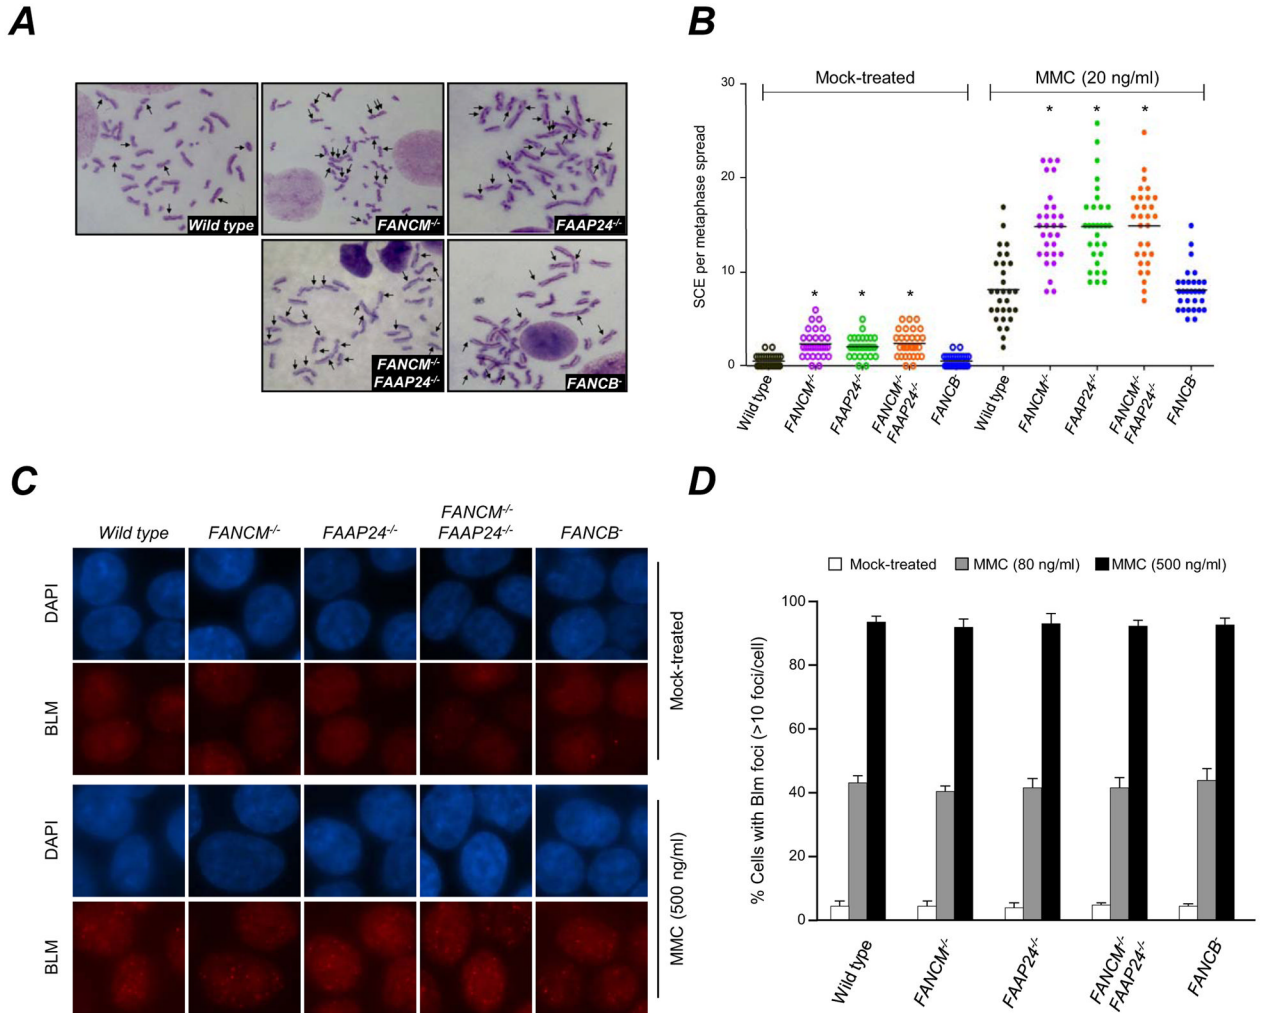 A
Wild type
FANCM-/-
FAAP24-/-
FANCM-/-
FAAP24-/-
FANCB-
B
Mock-treated
MMC (20 ng/ml)
SCE per metaphase spread
30
20
10
0
* * * * * *
Wild type
FANCM-/-
FAAP24-/-
FANCM-/-
FAAP24-/-
FANCB-
Wild type
FANCM-/-
FAAP24-/-
FANCM-/-
FAAP24-/-
FANCB-
C
Wild type
FANCM-/-
FAAP24-/-
FANCM-/-
FAAP24-/-
FANCB-
DAPI
BLM
Mock-treated
DAPI
BLM
MMC (500 ng/ml)
D
Mock-treated
MMC (80 ng/ml)
MMC (500 ng/ml)
% Cells with Blm foci (>10 foci/cell)
100
80
60
40
20
0
Wild type
FANCM-/-
FAAP24-/-
FANCM-/-
FAAP24-/-
FANCB-